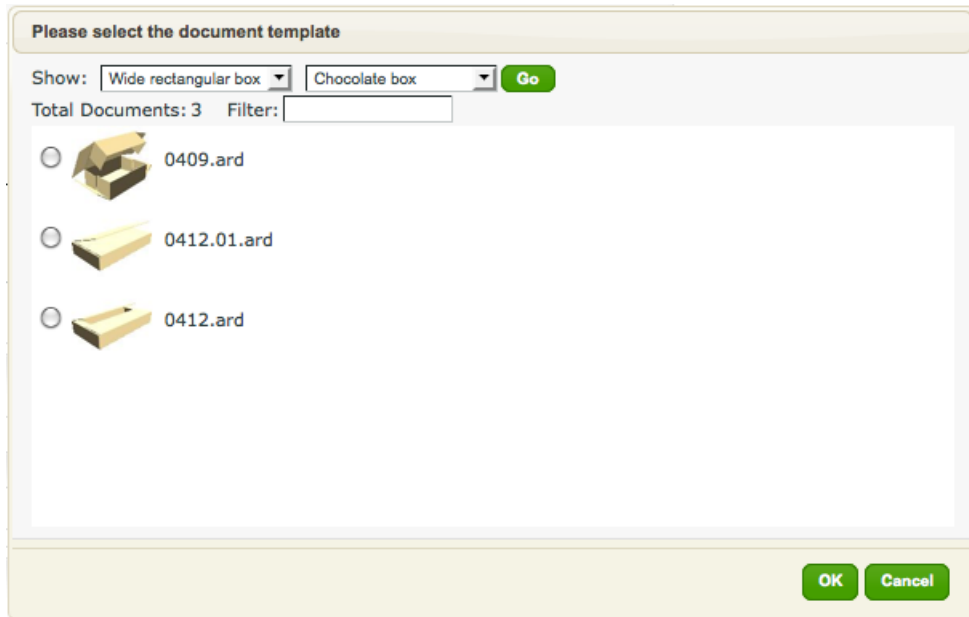 Please select the document template
Show: Wide rectangular box Chocolate box Go
Total Documents: 3 Filter:
0409.ard
0412.01.ard
0412.ard
OK Cancel